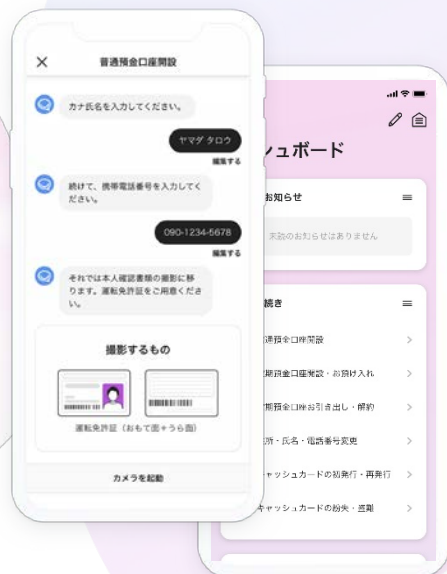 普通預金口座開設
カナ氏名を入力してください。
ヤマダ タロウ
編集する
続けて、携帯電話番号を入力してく
ださい。
090-1234-5678
編集する
それでは本人確認書類の撮影に移
ります。運転免許証をご用意くださ
い。
撮影するもの
運転免許証（おもて面＋うら面）
カメラを起動
ュボード
お知らせ
未読のお知らせはありません
続き
通預金口座開設
期預金口座開設・お預け入れ
期預金口座お引き出し・解約
所・氏名・電話番号変更
キャッシュカードの初発行・再発行
キャッシュカードの紛失・盗難